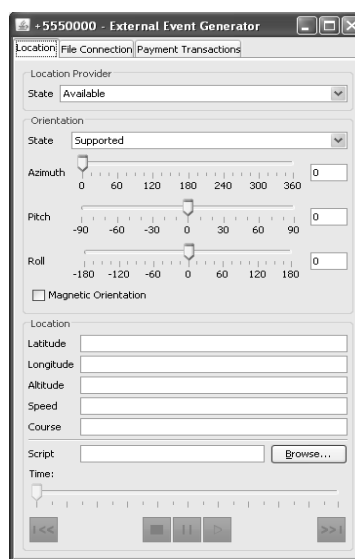 +5550000 - External Event Generator
Location File Connection Payment Transactions
Location Provider
State Available
Orientation
State Supported
Azimuth 0
0 60 120 180 240 300 360
Pitch 0
-90 -60 -30 0 30 60 90
Roll 0
-180 -120 -60 0 60 120 180
Magnetic Orientation
Location
Latitude
Longitude
Altitude
Speed
Course
Script Browse...
Time:
I<< >>I